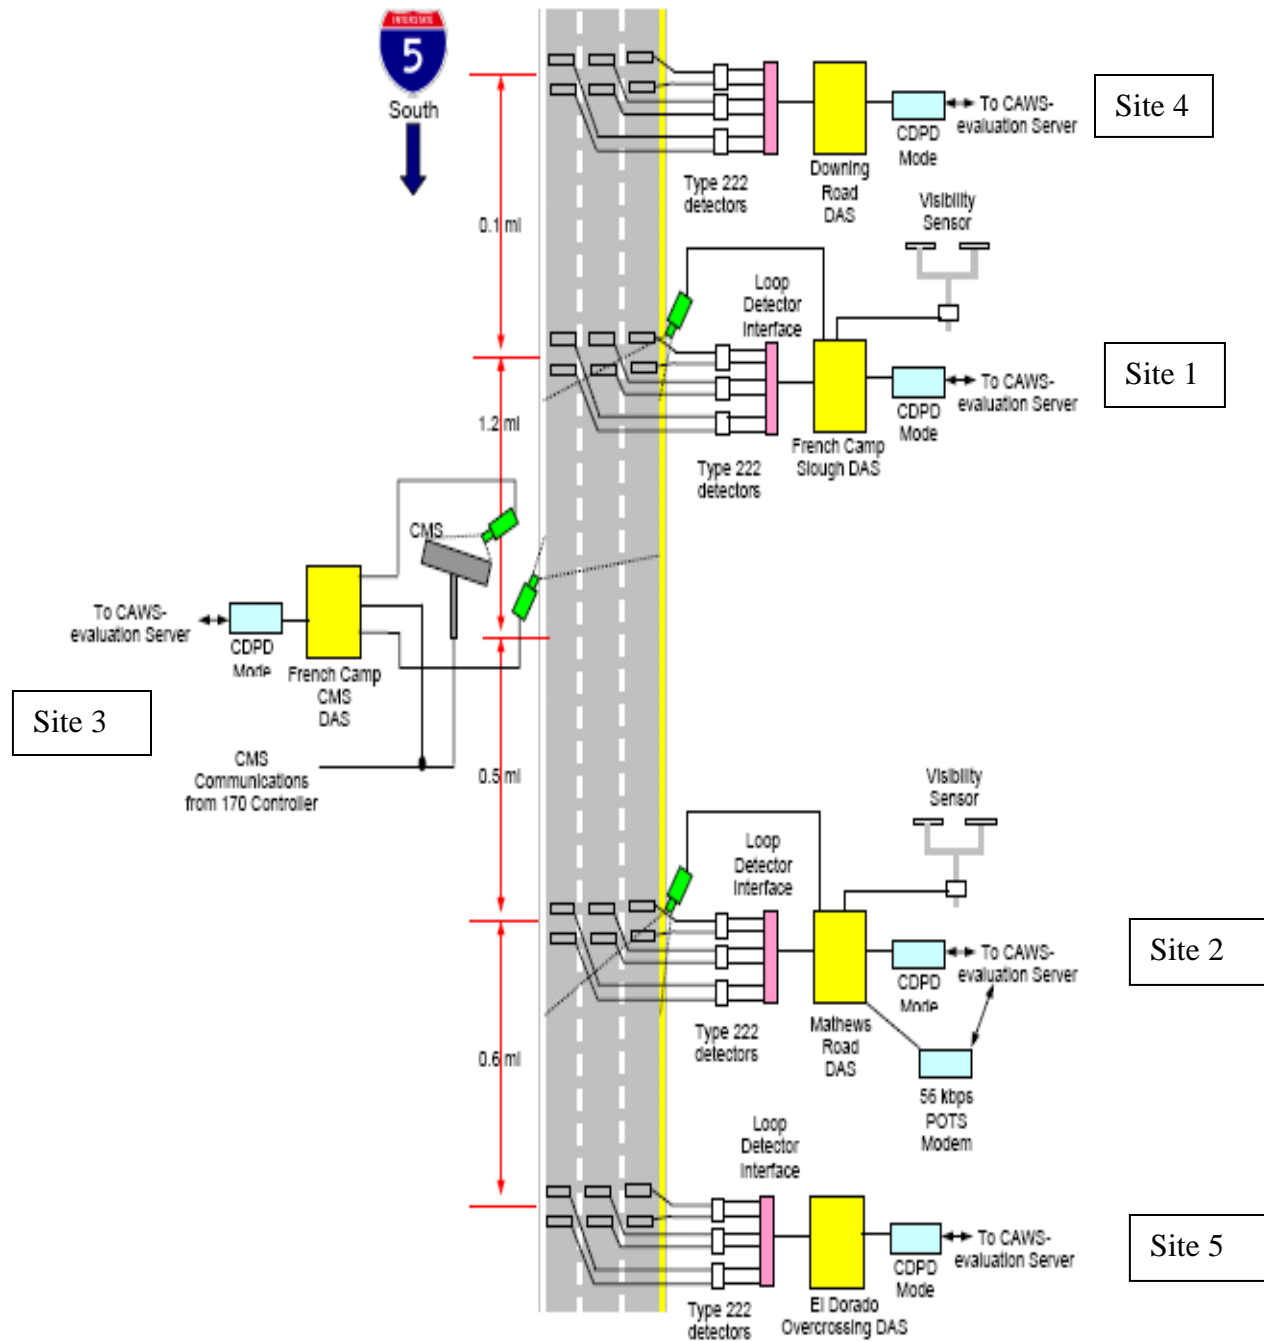 INTERSTATE
5
South
To CAWS-
evaluation Server
CDPD
Mode
Downing
Road
DAS
Type 222
detectors
Site 4
0.1 mi
Visibility
Sensor
Loop
Detector
Interface
To CAWS-
evaluation Server
CDPD
Mode
French Camp
Slough DAS
Type 222
detectors
Site 1
1.2 mi
CMS
To CAWS-
evaluation Server
CDPD
Mode
French Camp
CMS
DAS
Site 3
CMS
Communications
from 170 Controller
0.5 mi
Visibility
Sensor
Loop
Detector
Interface
To CAWS-
evaluation Server
CDPD
Mode
Mathews
Road
DAS
Type 222
detectors
Site 2
56 kbps
POTS
Modem
0.6 mi
Loop
Detector
Interface
To CAWS-
evaluation Server
CDPD
Mode
El Dorado
Overcrossing DAS
Type 222
detectors
Site 5